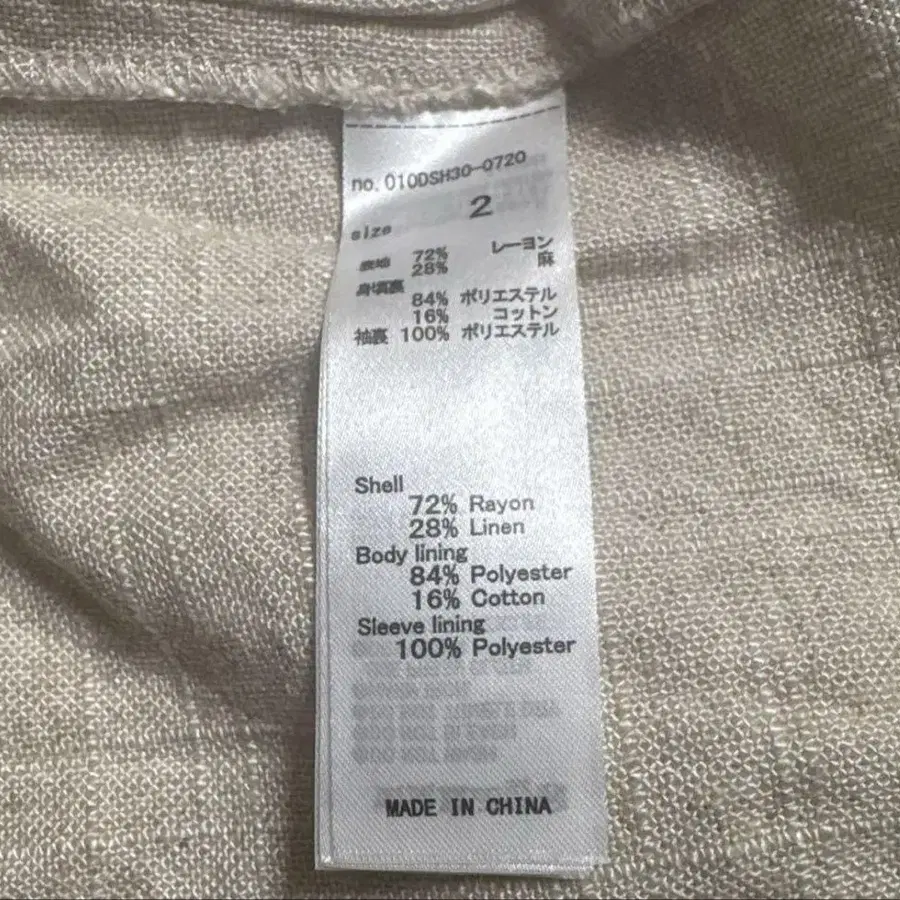 no. 010DSH30-0720
size 2
表地 72% レーヨン
28% 麻
身頃裏
84% ポリエステル
16% コットン
袖裏 100% ポリエステル
Shell
72% Rayon
28% Linen
Body lining
84% Polyester
16% Cotton
Sleeve lining
100% Polyester
MADE IN CHINA